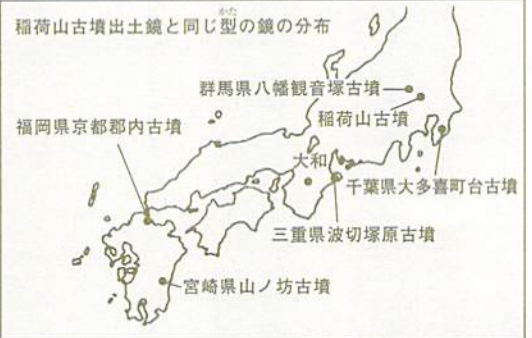 稲荷山古墳出土鏡と同じ型の鏡の分布
かた
群馬県八幡観音塚古墳
稲荷山古墳
福岡県京都郡内古墳
大和
千葉県大多喜町台古墳
三重県波切塚原古墳
宮崎県山ノ坊古墳